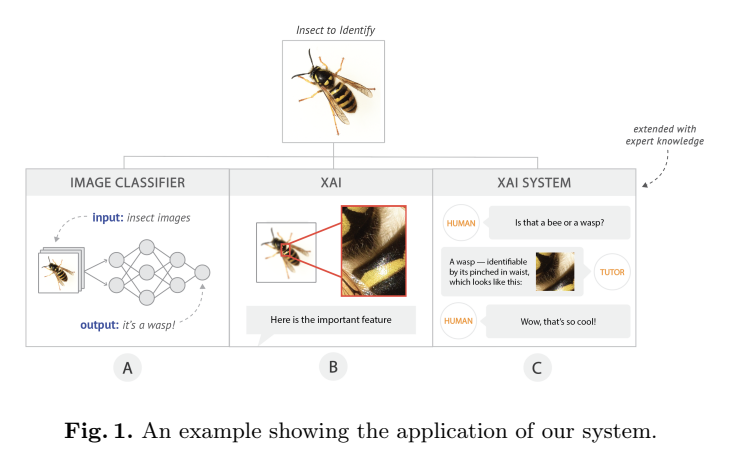 Insect to Identify
extended with
expert knowledge
IMAGE CLASSIFIER
input: insect images
output: it's a wasp!
A
XAI
Here is the important feature
B
XAI SYSTEM
HUMAN
Is that a bee or a wasp?
A wasp — identifiable
by its pinched in waist,
which looks like this:
TUTOR
HUMAN
Wow, that's so cool!
C
Fig. 1. An example showing the application of our system.